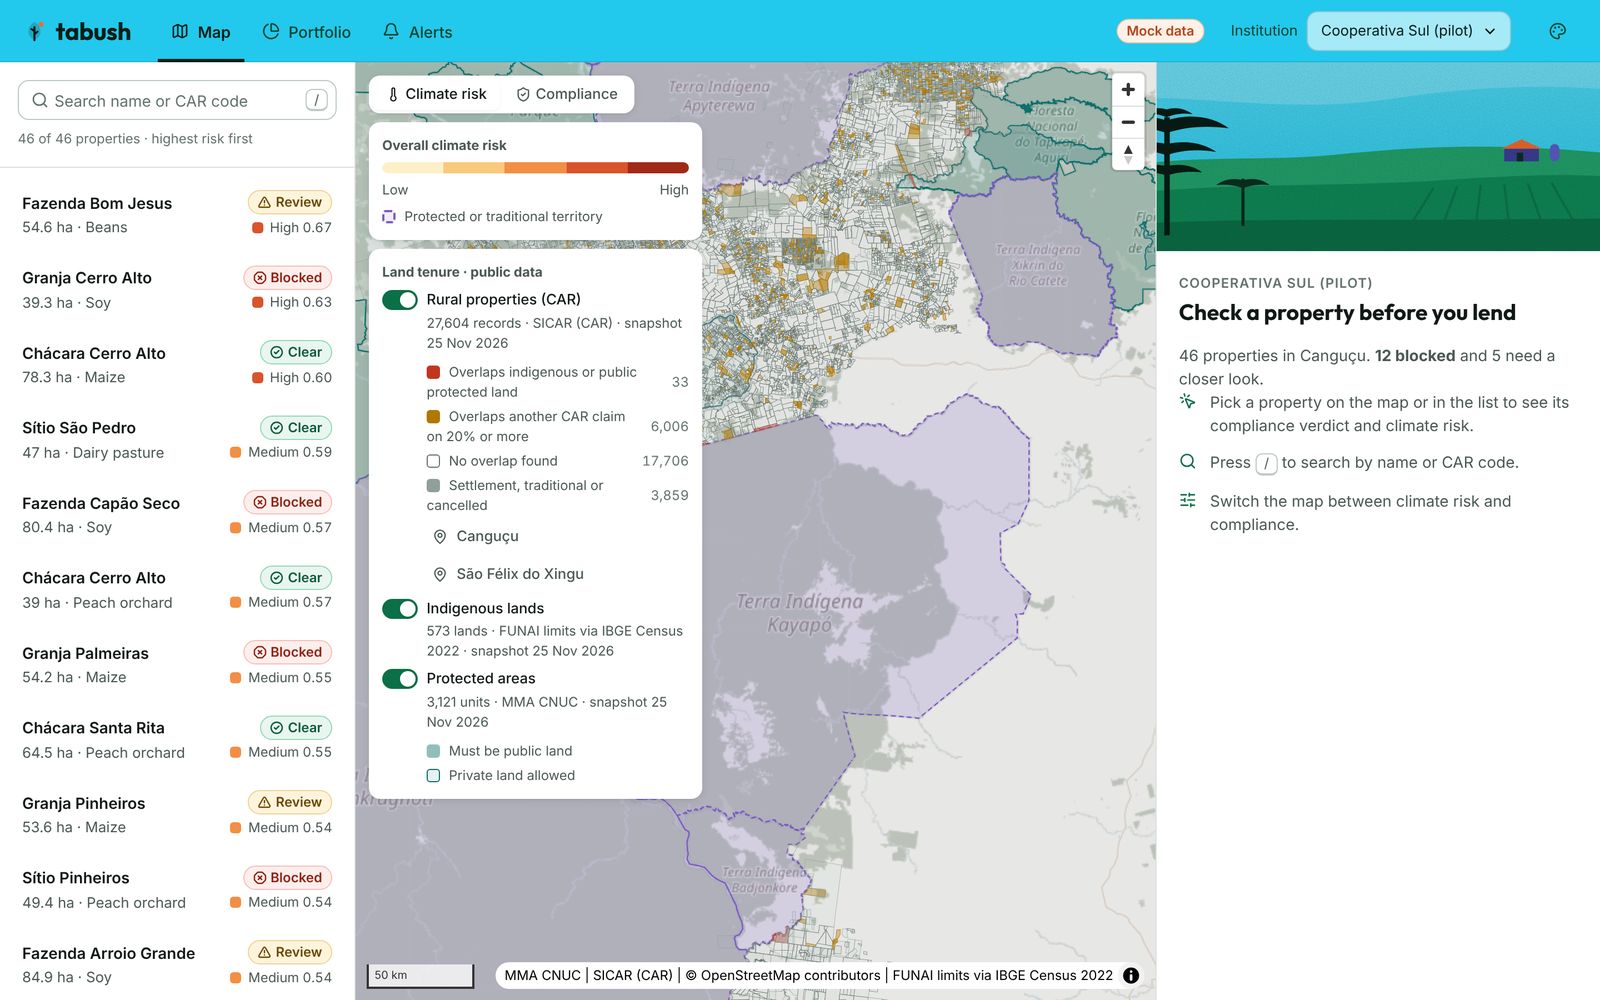 tabush
Map
Portfolio
Alerts
Mock data
Institution
Cooperativa Sul (pilot)
Search name or CAR code
/
46 of 46 properties · highest risk first
Fazenda Bom Jesus
Review
54.6 ha · Beans
High 0.67
Granja Cerro Alto
Blocked
39.3 ha · Soy
High 0.63
Chácara Cerro Alto
Clear
78.3 ha · Maize
High 0.60
Sítio São Pedro
Clear
47 ha · Dairy pasture
Medium 0.59
Fazenda Capão Seco
Blocked
80.4 ha · Soy
Medium 0.57
Chácara Cerro Alto
Clear
39 ha · Peach orchard
Medium 0.57
Granja Palmeiras
Blocked
54.2 ha · Maize
Medium 0.55
Chácara Santa Rita
Clear
64.5 ha · Peach orchard
Medium 0.55
Granja Pinheiros
Review
53.6 ha · Maize
Medium 0.54
Sítio Pinheiros
Blocked
49.4 ha · Peach orchard
Medium 0.54
Fazenda Arroio Grande
Review
84.9 ha · Soy
Medium 0.54
Climate risk
Compliance
Overall climate risk
Low
High
Protected or traditional territory
Land tenure · public data
Rural properties (CAR)
27,604 records · SICAR (CAR) · snapshot
25 Nov 2026
Overlaps indigenous or public
protected land
33
Overlaps another CAR claim
on 20% or more
6,006
No overlap found
17,706
Settlement, traditional or
cancelled
3,859
Canguçu
São Félix do Xingu
Indigenous lands
573 lands · FUNAI limits via IBGE Census
2022 · snapshot 25 Nov 2026
Protected areas
3,121 units · MMA CNUC · snapshot 25
Nov 2026
Must be public land
Private land allowed
Terra Indígena
Apyterewa
Floresta
Nacional
do Tapirapé
Terra Indígena
Xikrin do
Rio Catete
Terra Indígena
Kayapó
Terra Indígena
Badjonkore
50 km
MMA CNUC | SICAR (CAR) | © OpenStreetMap contributors | FUNAI limits via IBGE Census 2022
COOPERATIVA SUL (PILOT)
Check a property before you lend
46 properties in Canguçu. 12 blocked and 5 need a
closer look.
Pick a property on the map or in the list to see its
compliance verdict and climate risk.
Press / to search by name or CAR code.
Switch the map between climate risk and
compliance.